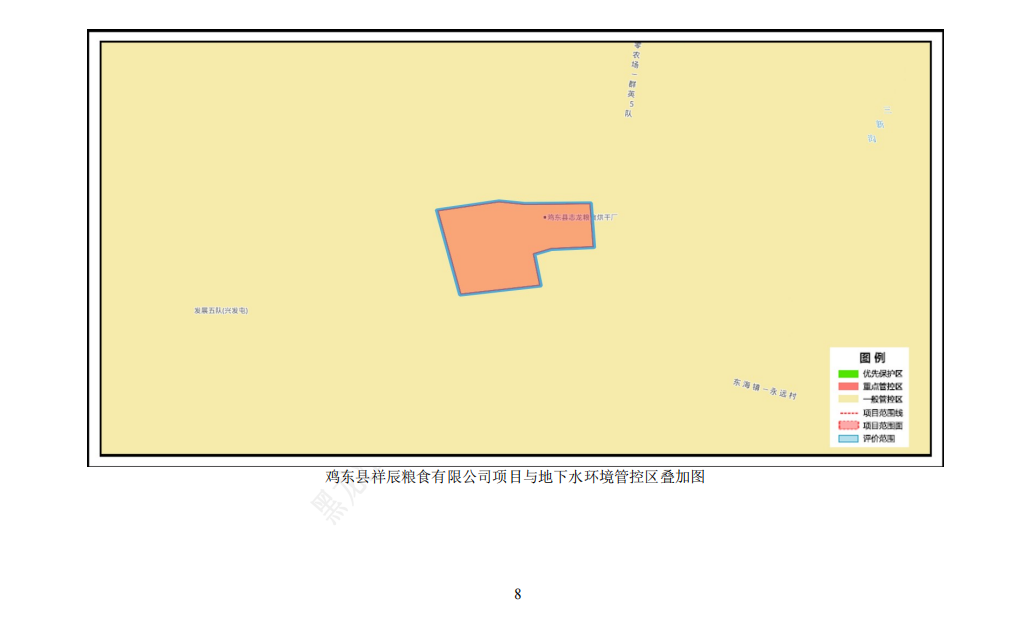 农
场
一
群
英
5
队
鸡东县志龙粮食烘干厂
发展五队(兴发屯)
东海镇一永远村
图例
优先保护区
重点管控区
一般管控区
项目范围线
项目范围面
评价范围
鸡东县祥辰粮食有限公司项目与地下水环境管控区叠加图
黑龙
8